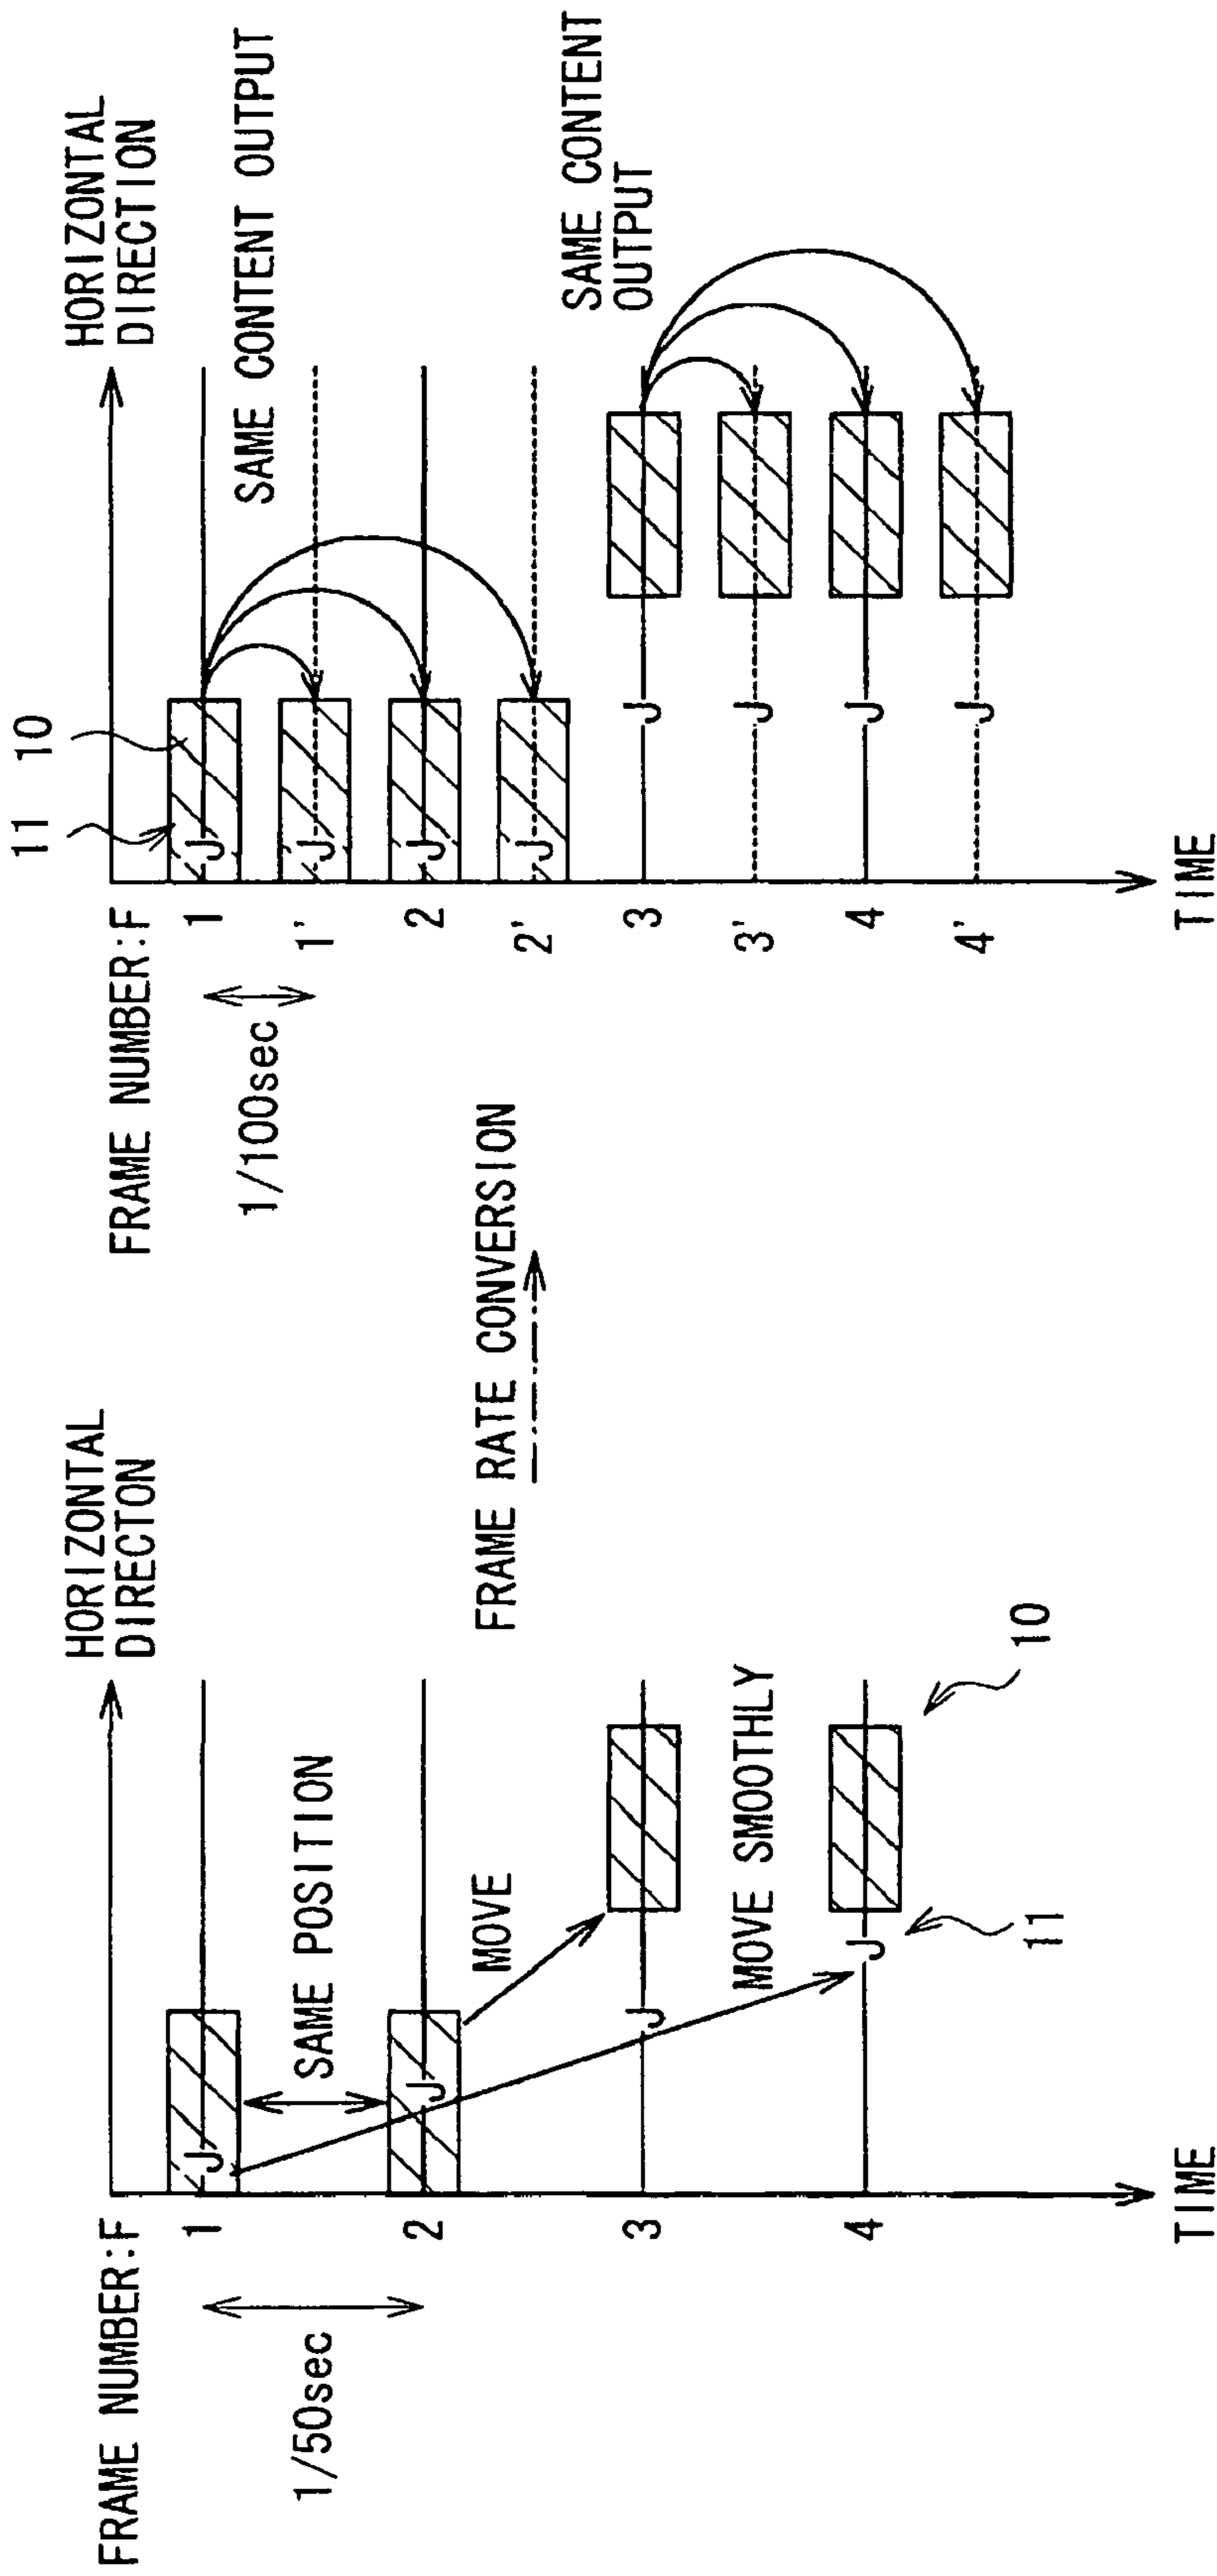 FRAME NUMBER:F
HORIZONTAL
DIRECTON
1
J
1/50sec
SAME POSITION
2
J
MOVE
3
J
MOVE SMOOTHLY
4
J
10
11
TIME
FRAME RATE CONVERSION
11
10
FRAME NUMBER:F
HORIZONTAL
DIRECTION
1
J
1/100sec
SAME CONTENT OUTPUT
1'
J
2
J
2'
J
SAME CONTENT
OUTPUT
3
J
3'
J
4
J
4'
J
TIME